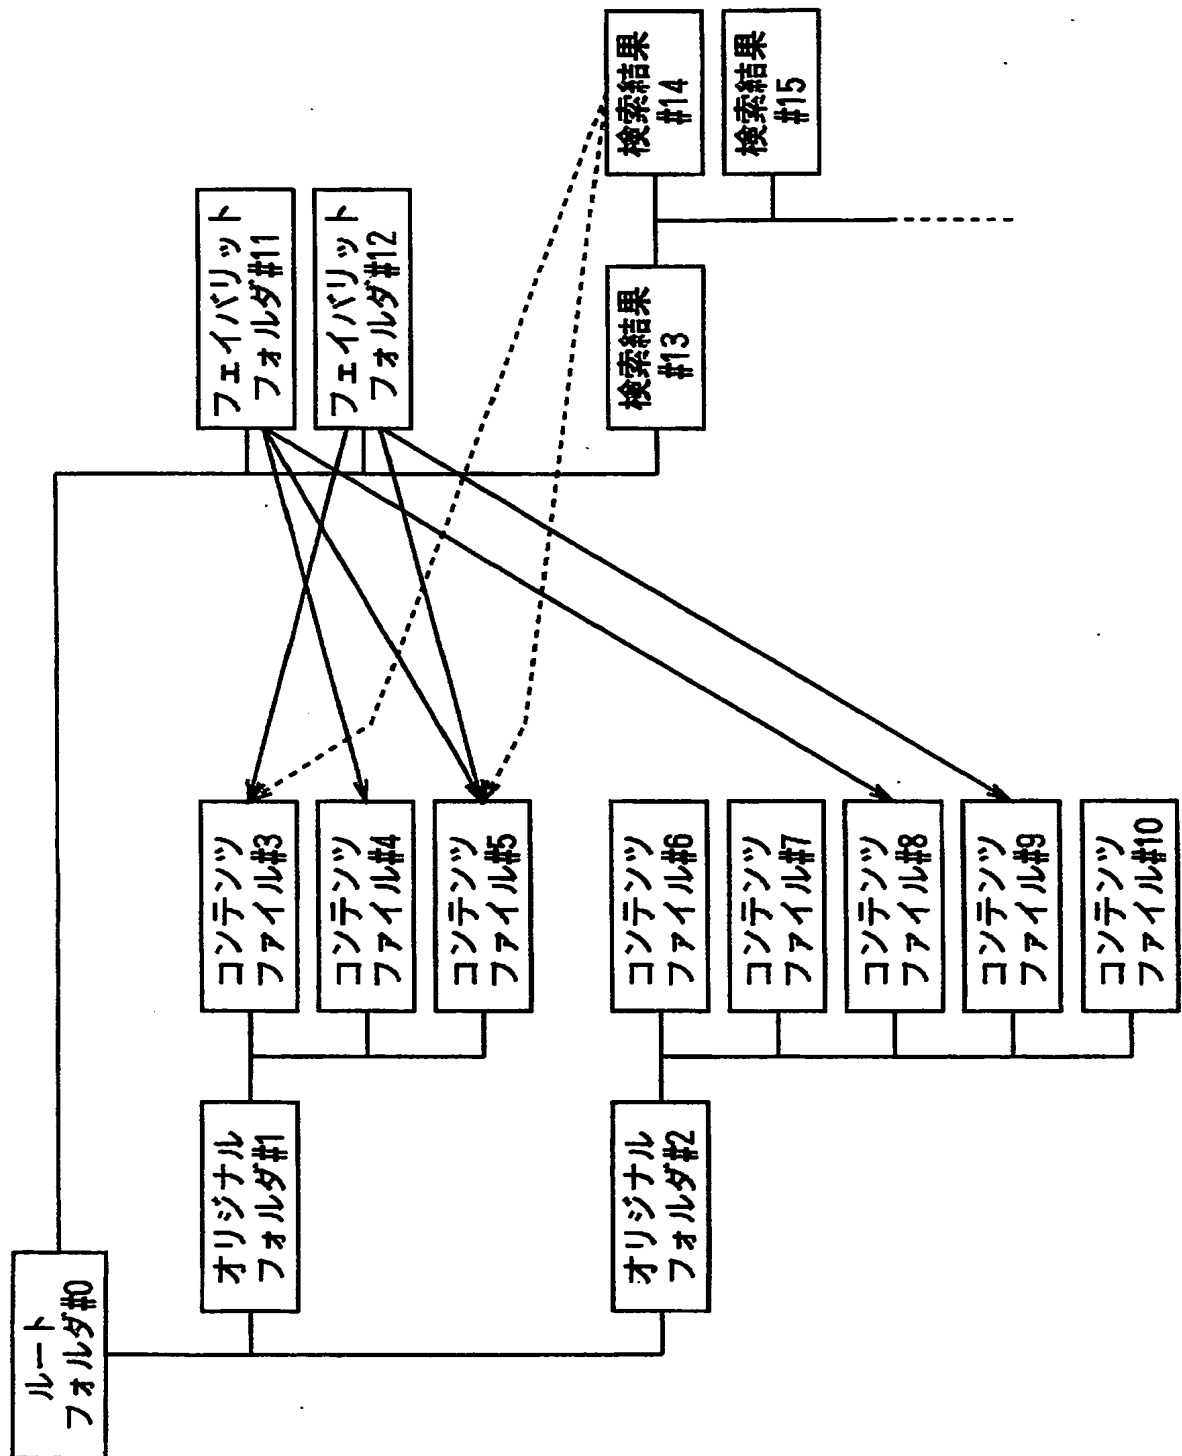 ルート
フォルダ#0
オリジナル
フォルダ#1
コンテンツ
ファイル#3
コンテンツ
ファイル#4
コンテンツ
ファイル#5
オリジナル
フォルダ#2
コンテンツ
ファイル#6
コンテンツ
ファイル#7
コンテンツ
ファイル#8
コンテンツ
ファイル#9
コンテンツ
ファイル#10
フェイバリット
フォルダ#11
フェイバリット
フォルダ#12
検索結果
#13
検索結果
#14
検索結果
#15